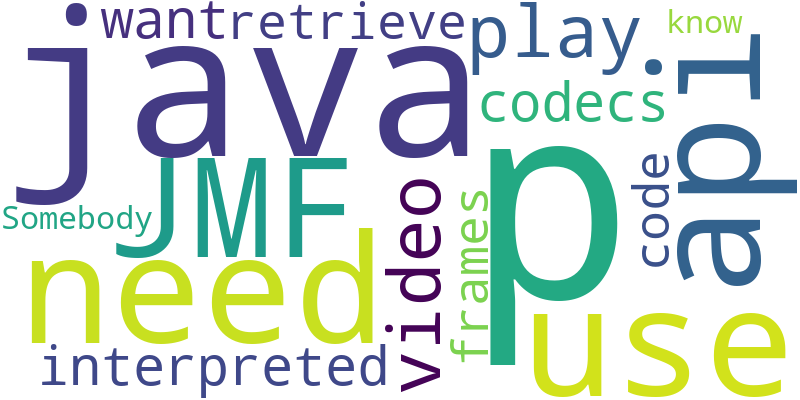 want
retrieve
play
know
java
codecs
api
JMF
p
code
Somebody
video
frames
need
use
interpreted